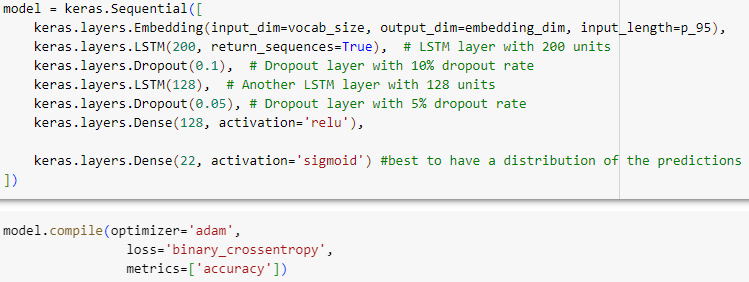 model = keras.Sequential([
    keras.layers.Embedding(input_dim=vocab_size, output_dim=embedding_dim, input_length=p_95),
    keras.layers.LSTM(200, return_sequences=True),  # LSTM layer with 200 units
    keras.layers.Dropout(0.1),  # Dropout layer with 10% dropout rate
    keras.layers.LSTM(128),  # Another LSTM layer with 128 units
    keras.layers.Dropout(0.05), # Dropout layer with 5% dropout rate
    keras.layers.Dense(128, activation='relu'),
    keras.layers.Dense(22, activation='sigmoid') #best to have a distribution of the predictions
])
model.compile(optimizer='adam',
              loss='binary_crossentropy',
              metrics=['accuracy'])